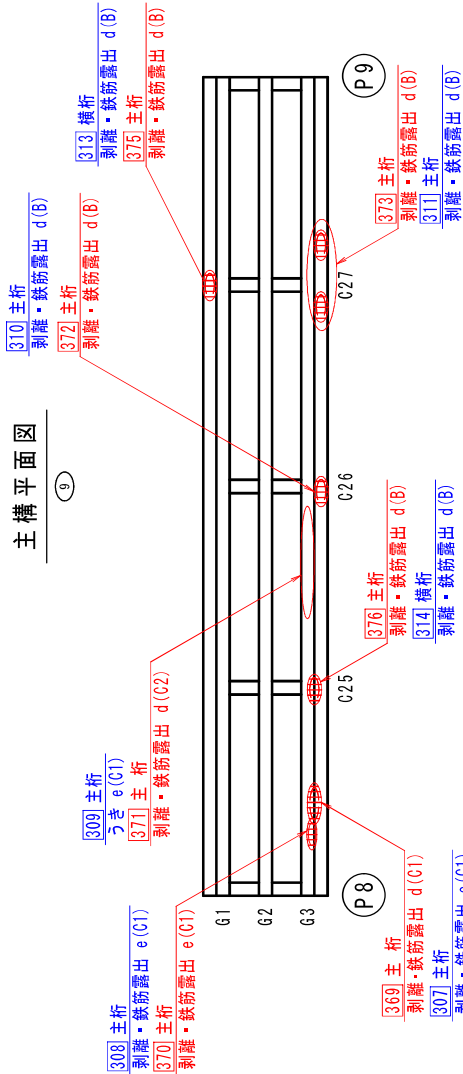 主構平面図
9
308 主桁
剥離・鉄筋露出 e(C1)
370 主桁
剥離・鉄筋露出 e(C1)
309 主桁
うき e(C1)
371 主 桁
剥離・鉄筋露出 d(C2)
310 主桁
剥離・鉄筋露出 d(B)
372 主桁
剥離・鉄筋露出 d(B)
313 横桁
剥離・鉄筋露出 d(B)
375 主桁
剥離・鉄筋露出 d(B)
G1
G2
G3
P8
C25
C26
C27
P9
369 主 桁
剥離・鉄筋露出 d(C1)
307 主桁
剥離・鉄筋露出 e(C1)
376 主桁
剥離・鉄筋露出 d(B)
314 横桁
剥離・鉄筋露出 d(B)
373 主桁
剥離・鉄筋露出 d(B)
311 主桁
剥離・鉄筋露出 d(B)